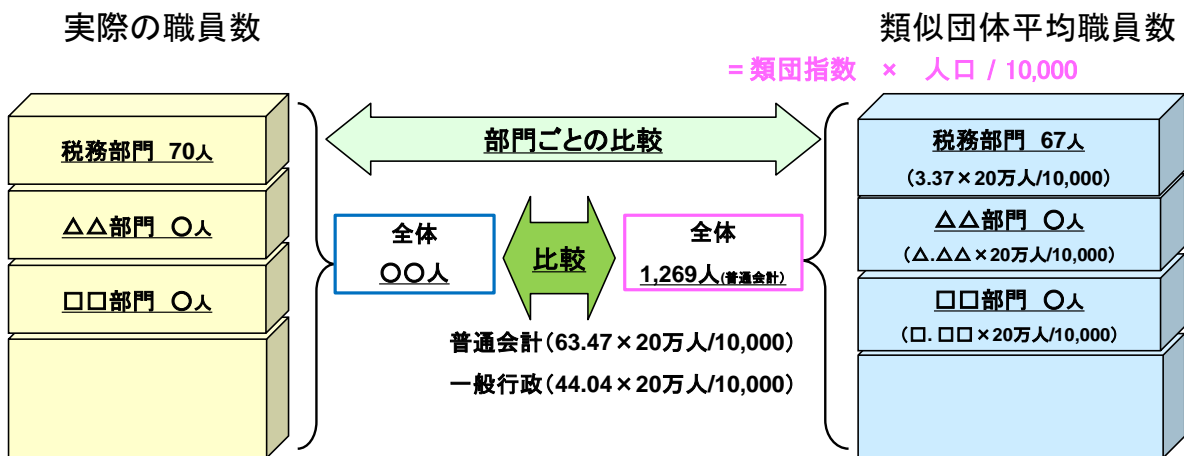 実際の職員数
類似団体平均職員数
=類団指数 × 人口 / 10,000
部門ごとの比較
税務部門 70人
△△部門 〇人
□□部門 〇人
全体
〇〇人
比較
全体
1,269人(普通会計)
普通会計(63.47×20万人/10,000)
一般行政(44.04×20万人/10,000)
税務部門 67人
(3.37×20万人/10,000)
△△部門 〇人
(△.△△×20万人/10,000)
□□部門 〇人
(□.□□×20万人/10,000)